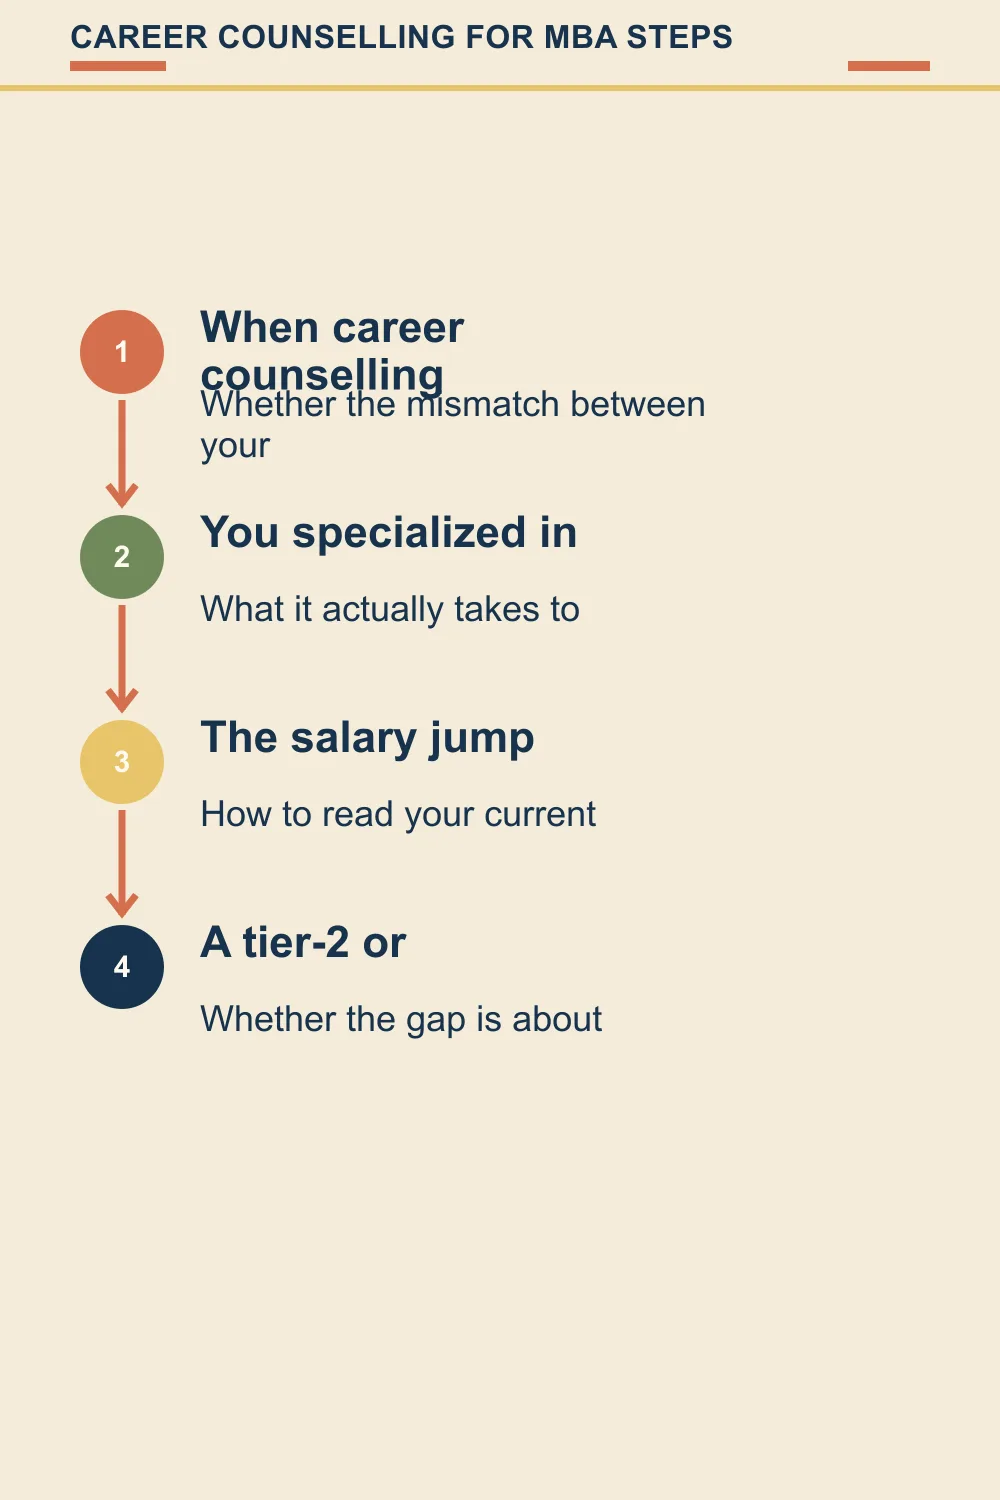 CAREER COUNSELLING FOR MBA STEPS
1
When career
counselling
Whether the mismatch between
your
2
You specialized in
What it actually takes to
3
The salary jump
How to read your current
4
A tier-2 or
Whether the gap is about